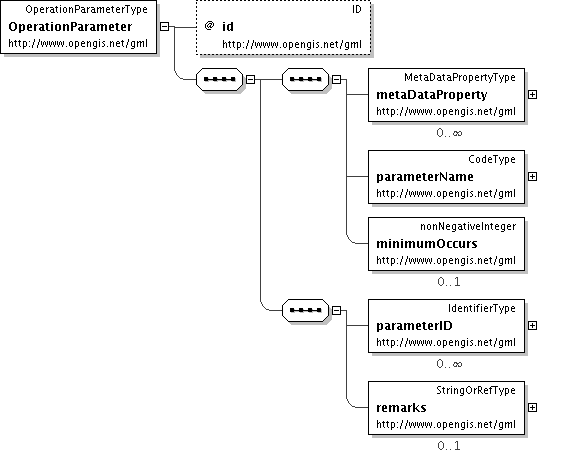 OperationParameterType
OperationParameter
http://www.opengis.net/gml
ID
@ id
http://www.opengis.net/gml
MetaDataPropertyType
metaDataProperty
http://www.opengis.net/gml
0..∞
CodeType
parameterName
http://www.opengis.net/gml
nonNegativeInteger
minimumOccurs
http://www.opengis.net/gml
0..1
IdentifierType
parameterID
http://www.opengis.net/gml
0..∞
StringOrRefType
remarks
http://www.opengis.net/gml
0..1